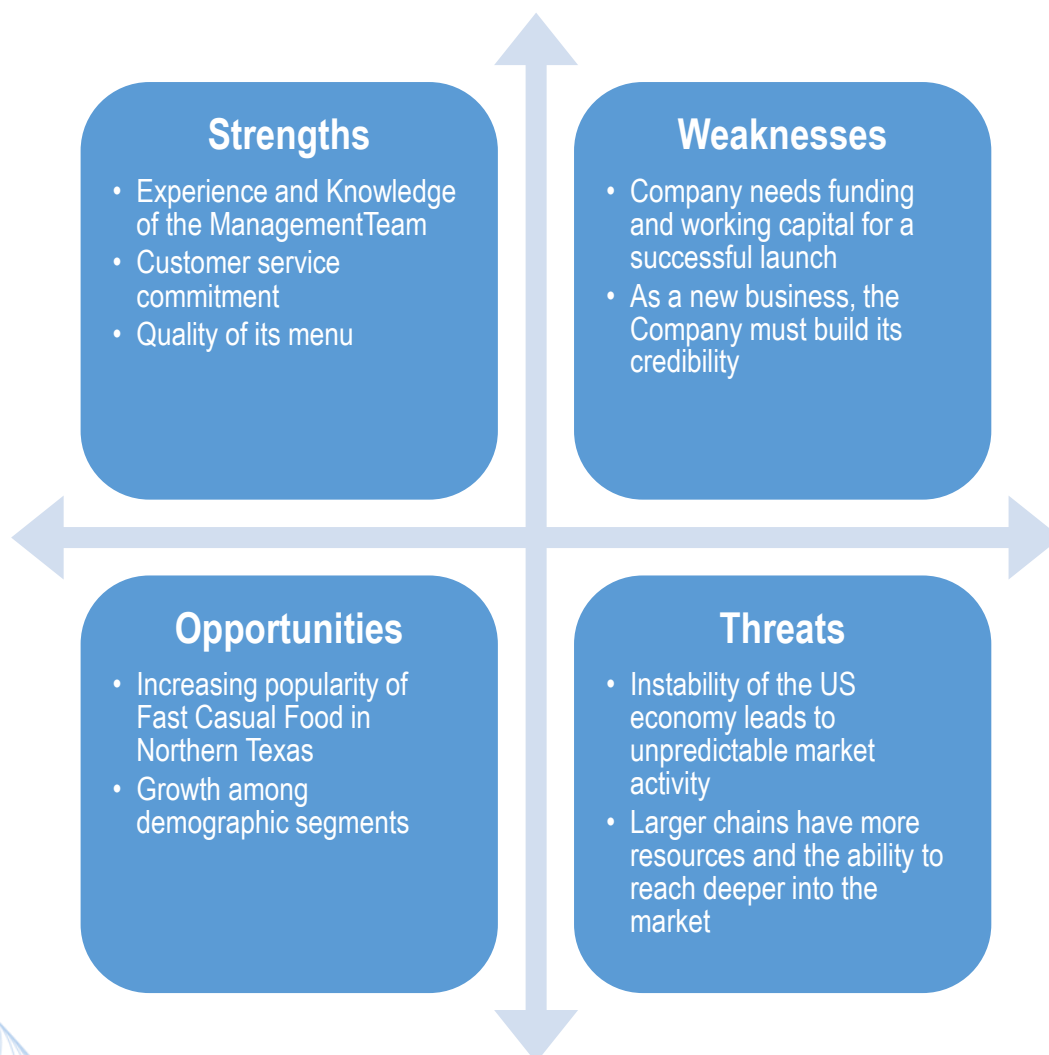 Strengths
• Experience and Knowledge
of the ManagementTeam
• Customer service
commitment
• Quality of its menu
Weaknesses
• Company needs funding
and working capital for a
successful launch
• As a new business, the
Company must build its
credibility
Opportunities
• Increasing popularity of
Fast Casual Food in
Northern Texas
• Growth among
demographic segments
Threats
• Instability of the US
economy leads to
unpredictable market
activity
• Larger chains have more
resources and the ability to
reach deeper into the
market